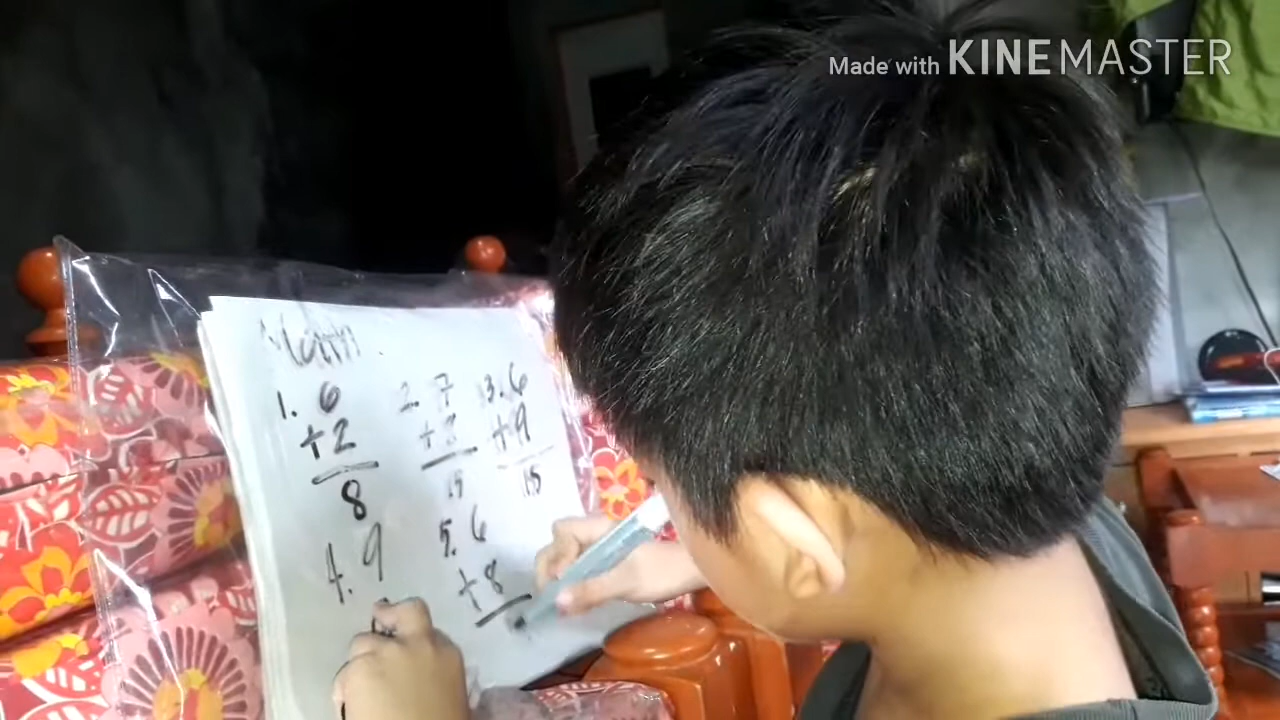 Made with KINEMASTER
Math
1. 6 2. 7 3. 6
+2 +8 +9
8 15 15
4. 9 5. 6
+8